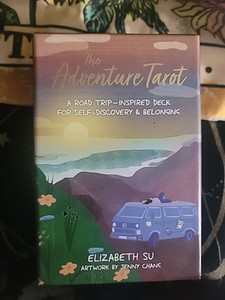 the
Adventure Tarot
A ROAD TRIP-INSPIRED DECK
FOR SELF-DISCOVERY & BELONGING
ELIZABETH SU
ARTWORK BY JENNY CHANG